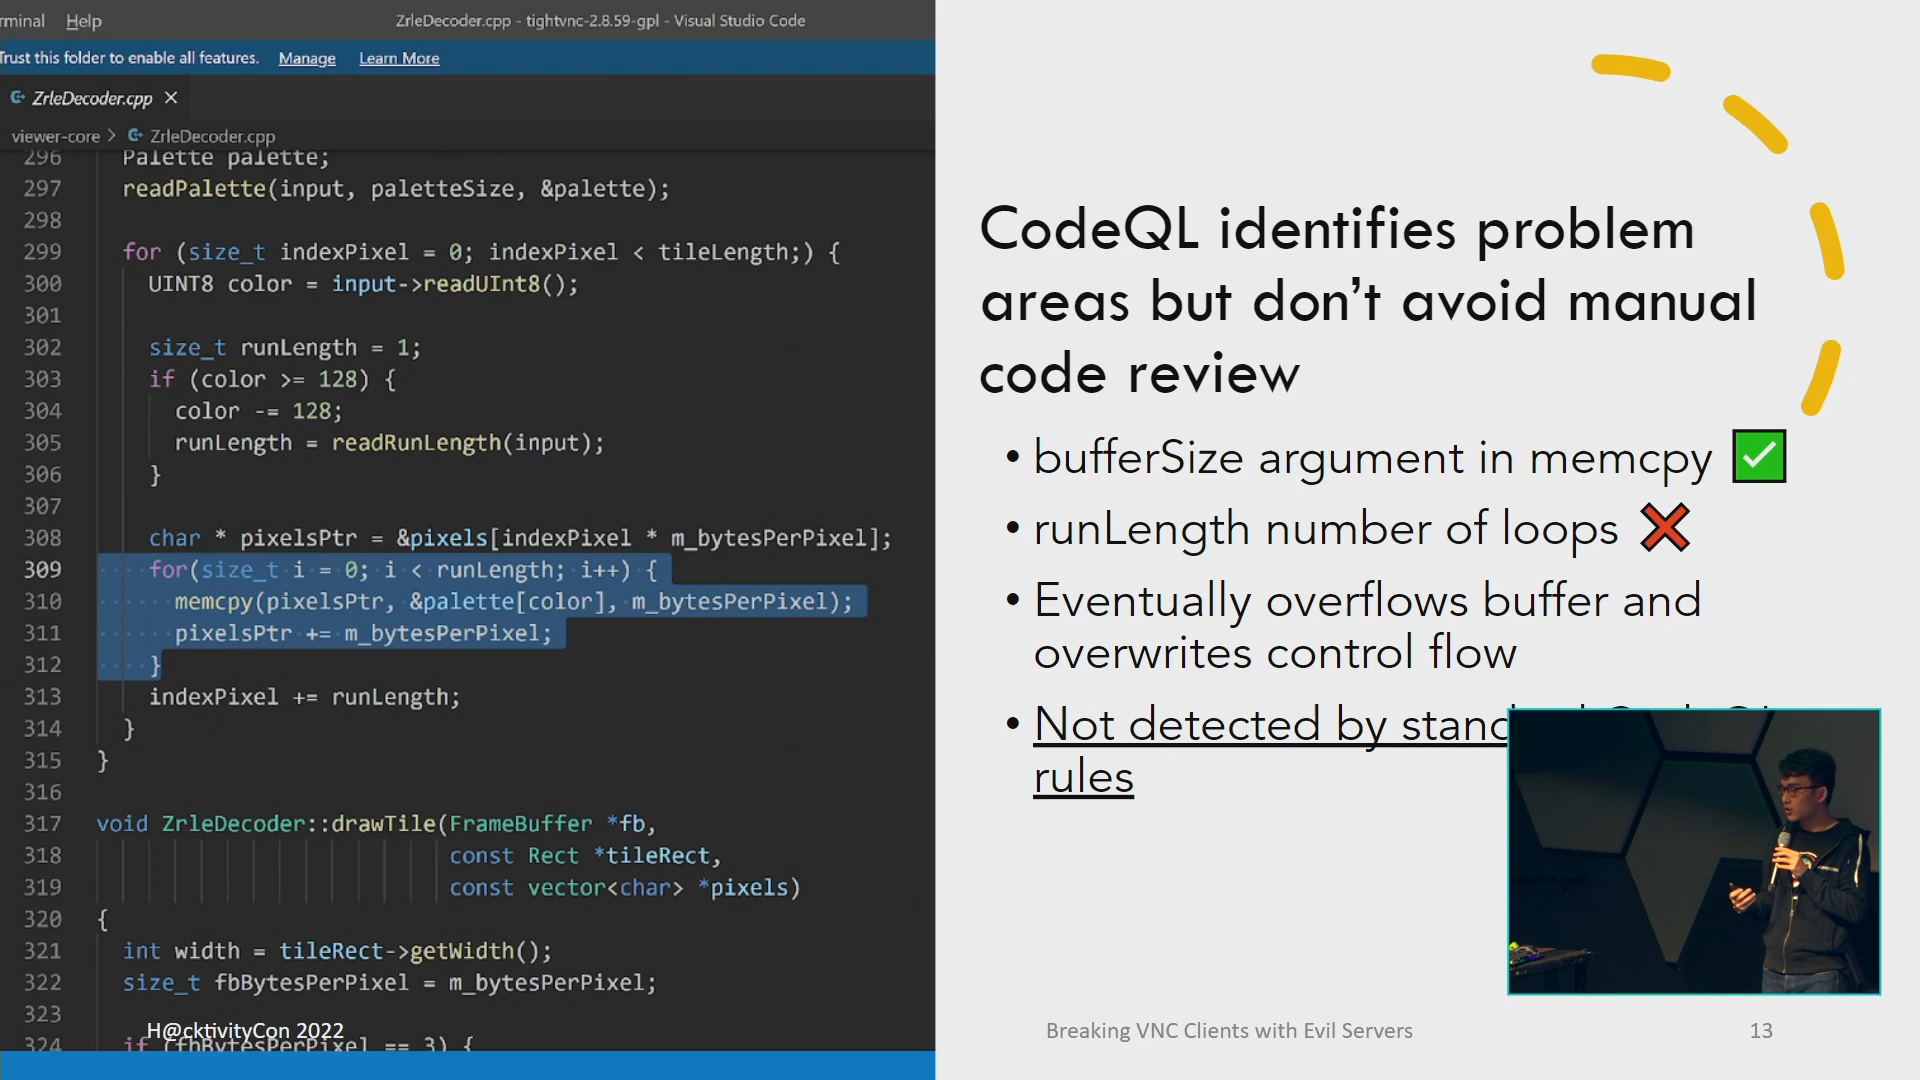 rminal Help ZrleDecoder.cpp - tightvnc-2.8.59-gpl - Visual Studio Code
Trust this folder to enable all features. Manage Learn More
ZrleDecoder.cpp
viewer-core > ZrleDecoder.cpp
296 Palette palette;
297 readPalette(input, paletteSize, &palette);
298
299 for (size_t indexPixel = 0; indexPixel < tileLength;) {
300 UINT8 color = input->readUInt8();
301
302 size_t runLength = 1;
303 if (color >= 128) {
304 color -= 128;
305 runLength = readRunLength(input);
306 }
307
308 char * pixelsPtr = &pixels[indexPixel * m_bytesPerPixel];
309 for(size_t i = 0; i < runLength; i++) {
310 memcpy(pixelsPtr, &palette[color], m_bytesPerPixel);
311 pixelsPtr += m_bytesPerPixel;
312 }
313 indexPixel += runLength;
314 }
315 }
316
317 void ZrleDecoder::drawTile(FrameBuffer *fb,
318 const Rect *tileRect,
319 const vector<char> *pixels)
320 {
321 int width = tileRect->getWidth();
322 size_t fbBytesPerPixel = m_bytesPerPixel;
323
324 if (fbBytesPerPixel == 3) {
H@cktivityCon 2022
CodeQL identifies problem
areas but don't avoid manual
code review
• bufferSize argument in memcpy ✅
• runLength number of loops ❌
• Eventually overflows buffer and
overwrites control flow
• Not detected by stand
rules
Breaking VNC Clients with Evil Servers
13